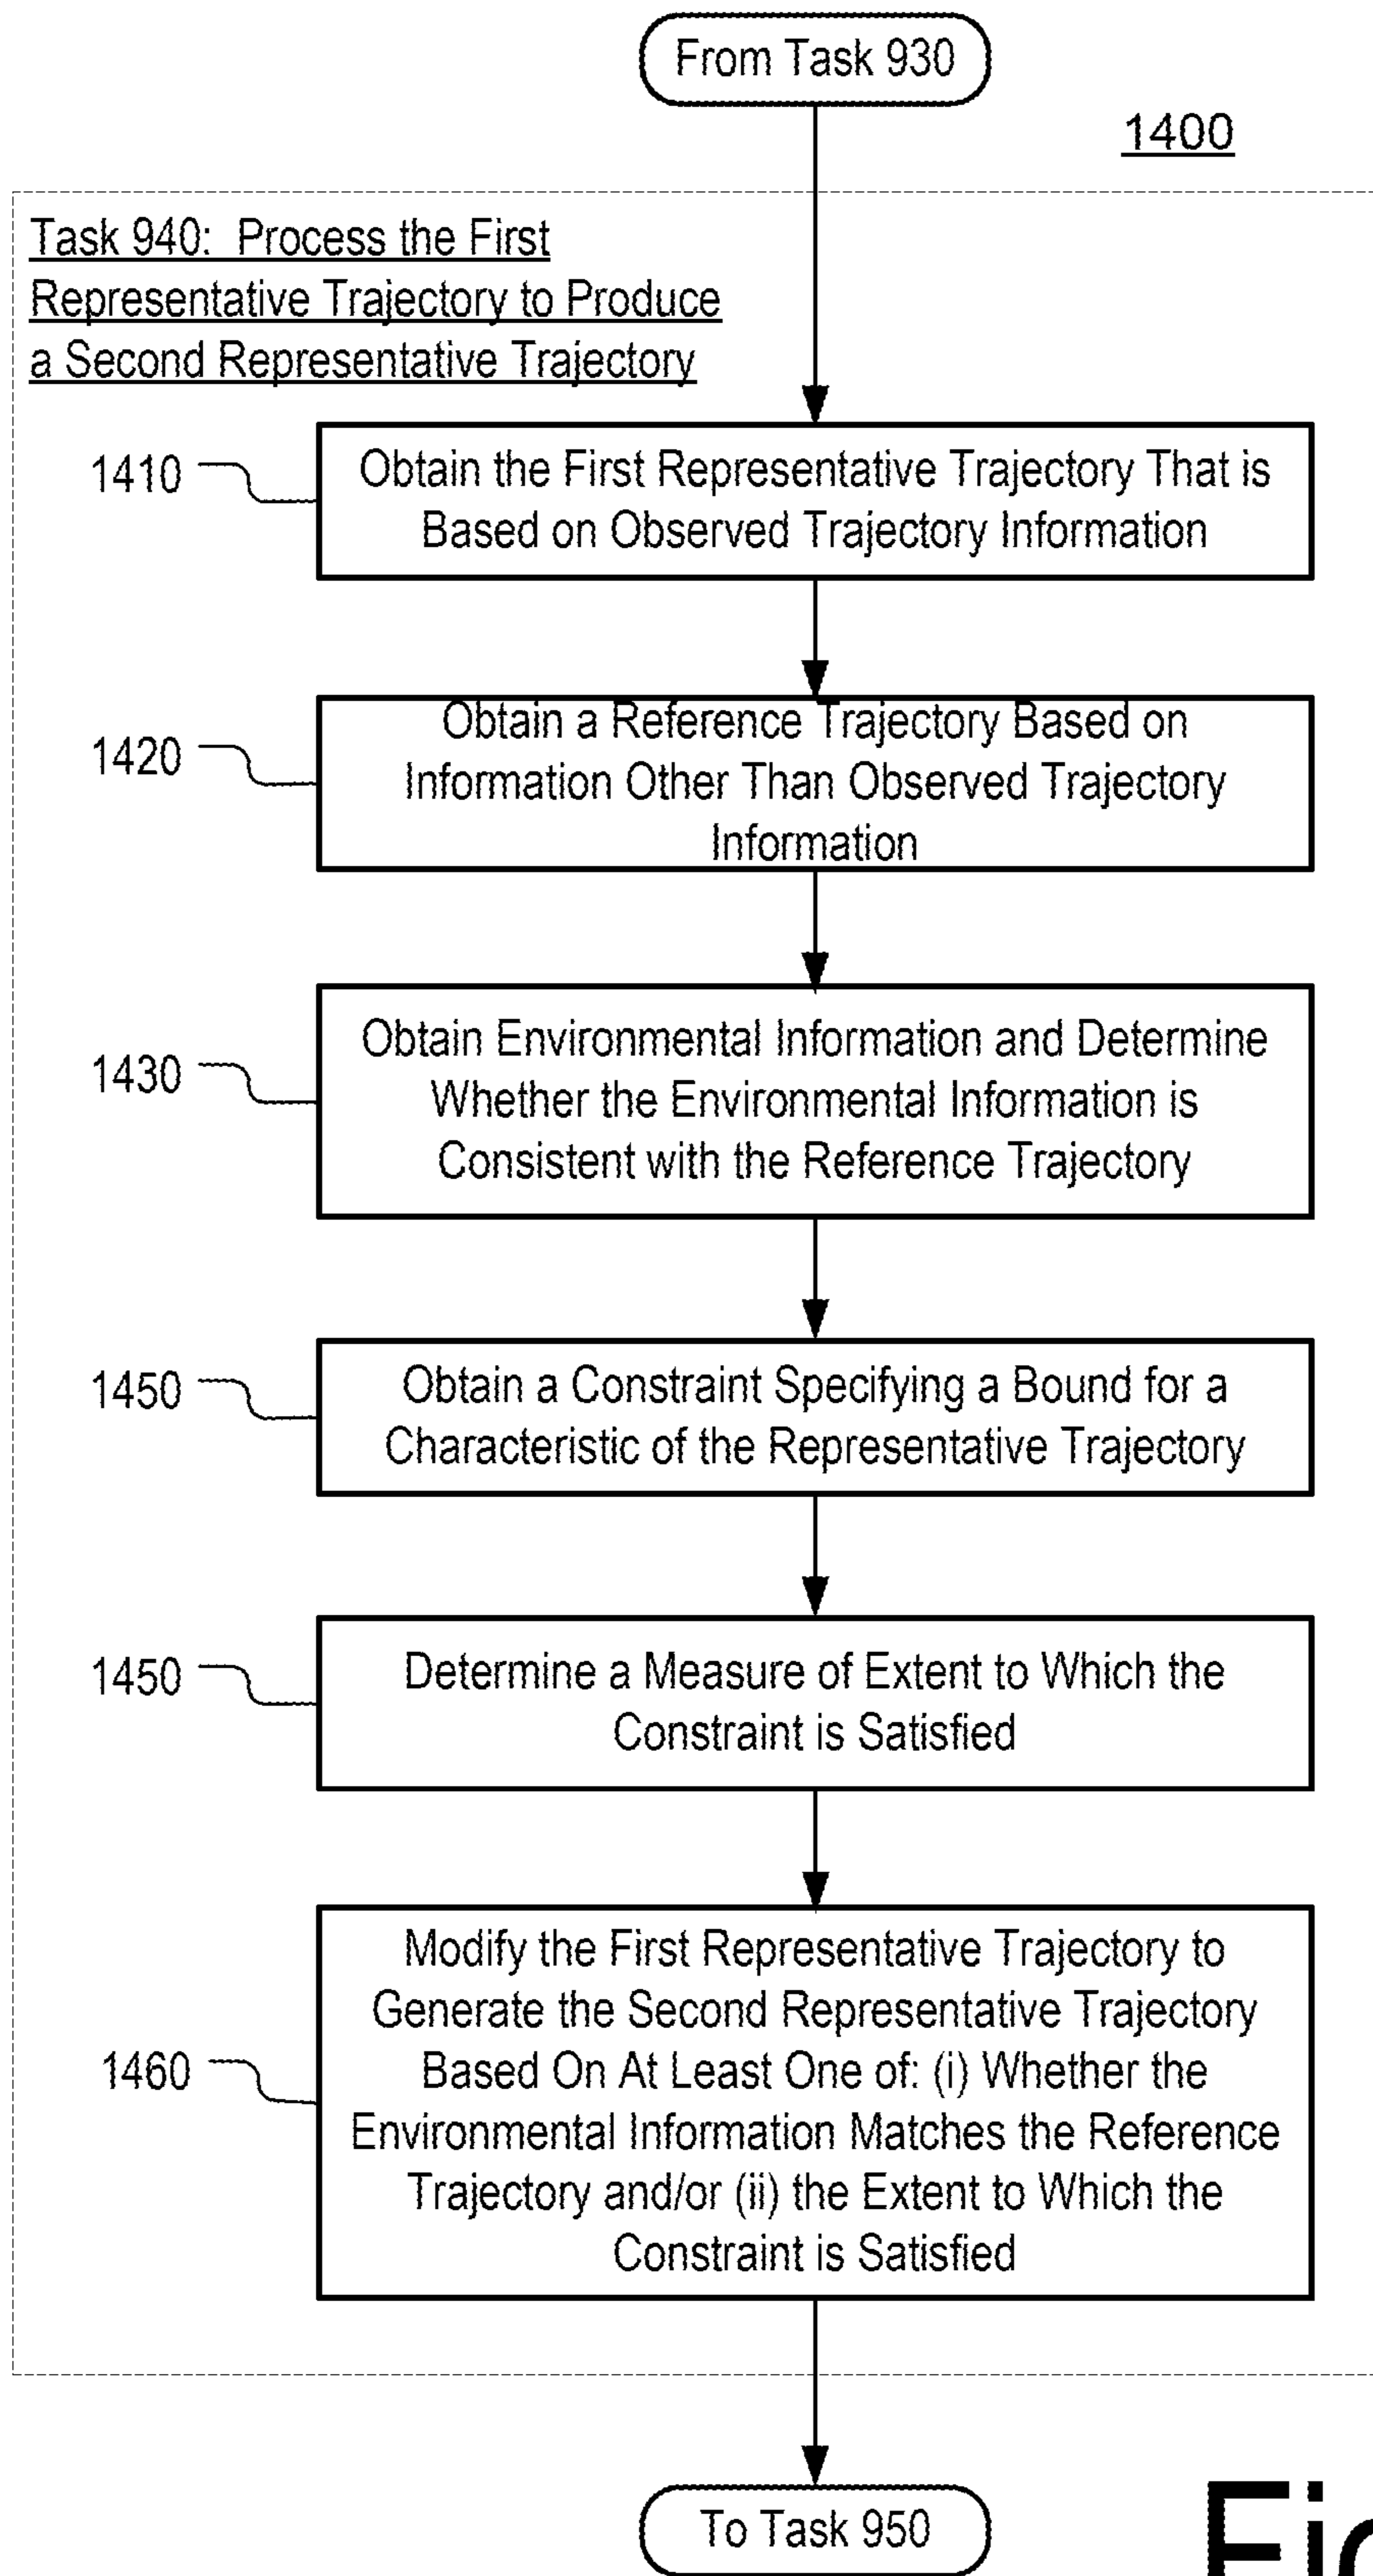 From Task 930
1400
Task 940: Process the First
Representative Trajectory to Produce
a Second Representative Trajectory
1410
Obtain the First Representative Trajectory That is
Based on Observed Trajectory Information
1420
Obtain a Reference Trajectory Based on
Information Other Than Observed Trajectory
Information
1430
Obtain Environmental Information and Determine
Whether the Environmental Information is
Consistent with the Reference Trajectory
1450
Obtain a Constraint Specifying a Bound for a
Characteristic of the Representative Trajectory
1450
Determine a Measure of Extent to Which the
Constraint is Satisfied
1460
Modify the First Representative Trajectory to
Generate the Second Representative Trajectory
Based On At Least One of: (i) Whether the
Environmental Information Matches the Reference
Trajectory and/or (ii) the Extent to Which the
Constraint is Satisfied
To Task 950